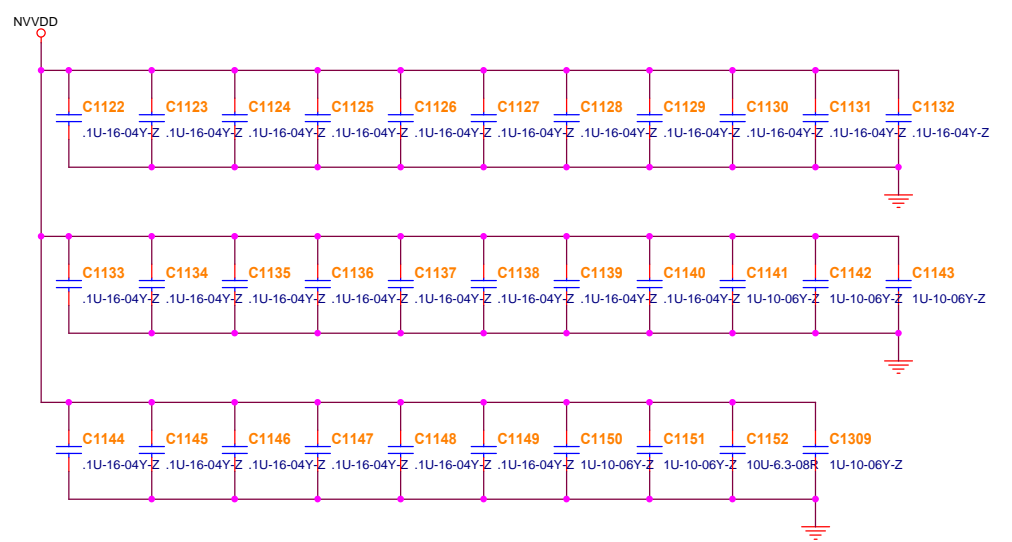 NVVDD
C1122 C1123 C1124 C1125 C1126 C1127 C1128 C1129 C1130 C1131 C1132
.1U-16-04Y-Z .1U-16-04Y-Z .1U-16-04Y-Z .1U-16-04Y-Z .1U-16-04Y-Z .1U-16-04Y-Z .1U-16-04Y-Z .1U-16-04Y-Z .1U-16-04Y-Z .1U-16-04Y-Z .1U-16-04Y-Z
C1133 C1134 C1135 C1136 C1137 C1138 C1139 C1140 C1141 C1142 C1143
.1U-16-04Y-Z .1U-16-04Y-Z .1U-16-04Y-Z .1U-16-04Y-Z .1U-16-04Y-Z .1U-16-04Y-Z .1U-16-04Y-Z .1U-16-04Y-Z 1U-10-06Y-Z 1U-10-06Y-Z 1U-10-06Y-Z
C1144 C1145 C1146 C1147 C1148 C1149 C1150 C1151 C1152 C1309
.1U-16-04Y-Z .1U-16-04Y-Z .1U-16-04Y-Z .1U-16-04Y-Z .1U-16-04Y-Z .1U-16-04Y-Z 1U-10-06Y-Z 1U-10-06Y-Z 10U-6.3-08R 1U-10-06Y-Z